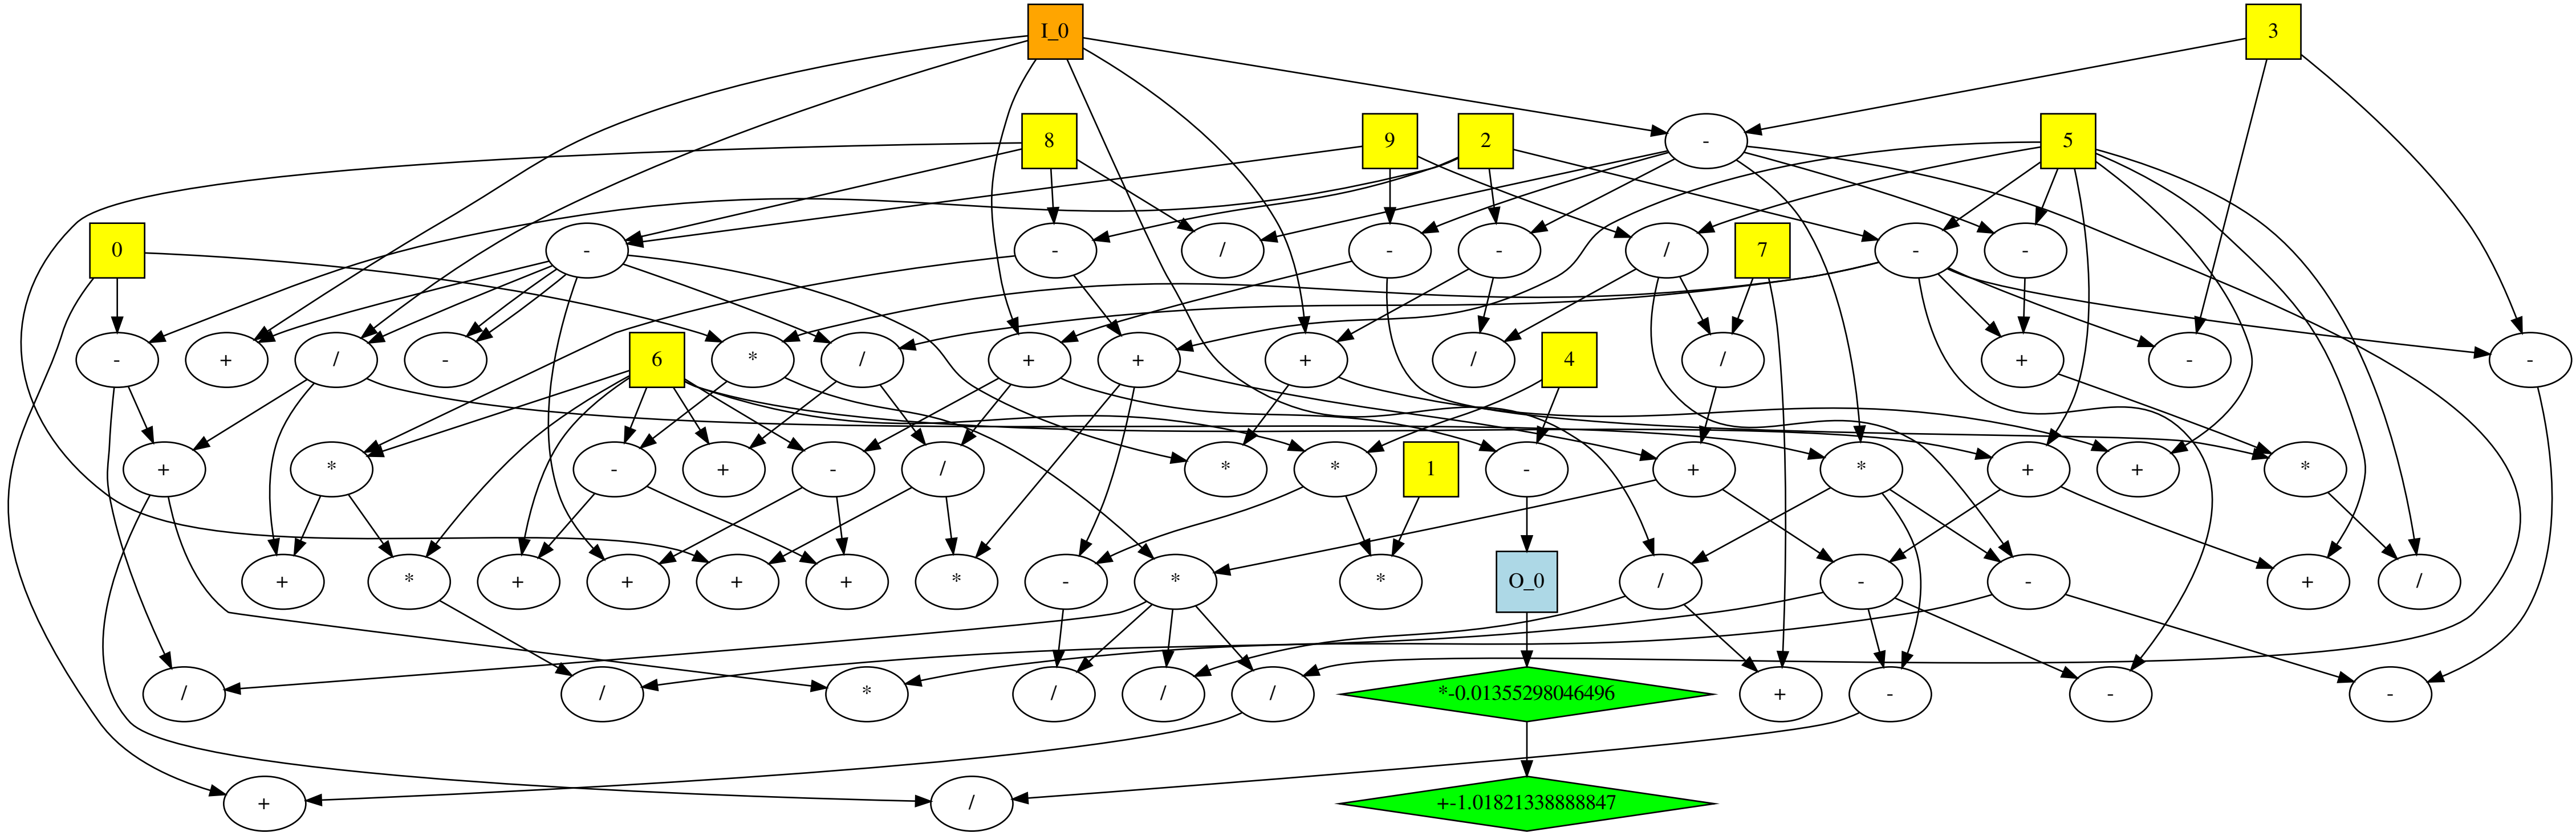 I_0 3
8 9 2 - 5
0 - - / - - / 7 - -
- + / - 6 * / + + + / 4 / + - -
+ * - + - / * * 1 - + * + + *
+ * + + + + * - * * O_0 / - - + /
/ / * / / / *-0.01355298046496 + - - -
+ / +-1.01821338888847